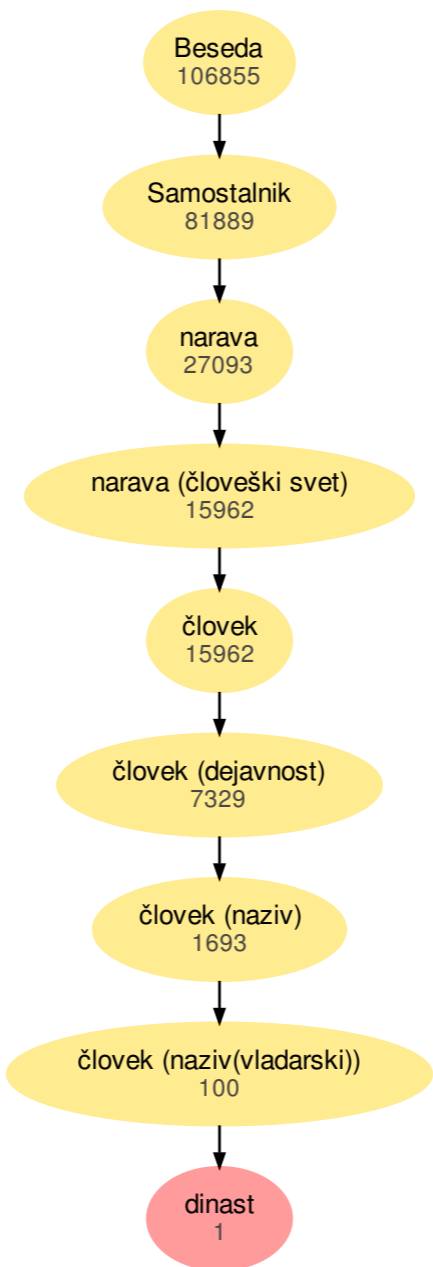 Beseda
106855
Samostalnik
81889
narava
27093
narava (človeški svet)
15962
človek
15962
človek (dejavnost)
7329
človek (naziv)
1693
človek (naziv(vladarski))
100
dinast
1